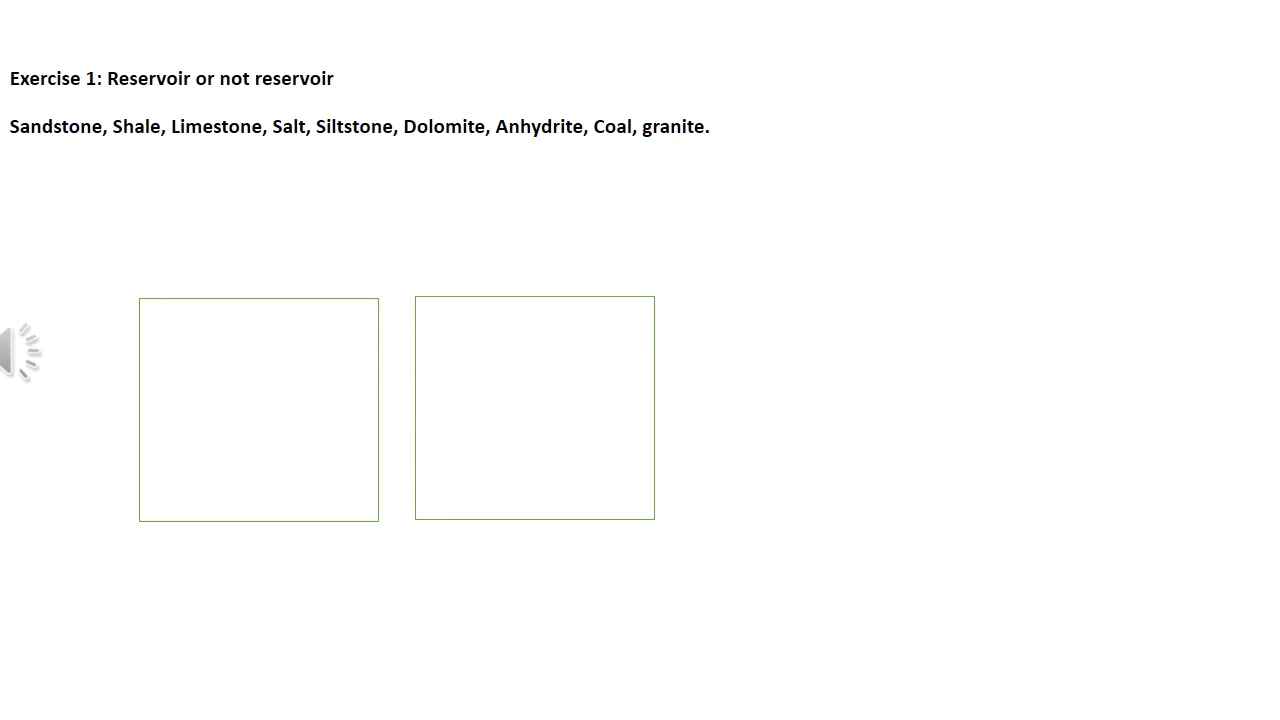 Exercise 1: Reservoir or not reservoir
Sandstone, Shale, Limestone, Salt, Siltstone, Dolomite, Anhydrite, Coal, granite.